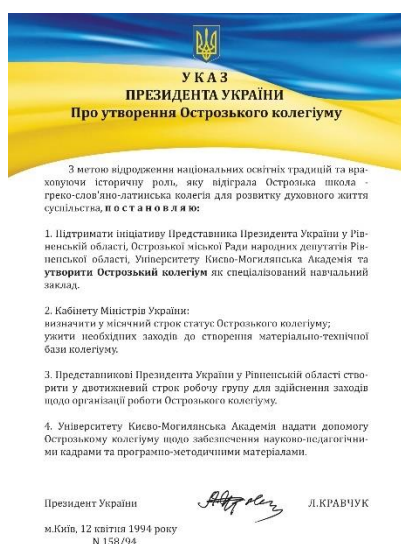 У К А З
ПРЕЗИДЕНТА УКРАЇНИ
Про утворення Острозького колегіуму
З метою відродження національних освітніх традицій та вра-
ховуючи історичну роль, яку відіграла Острозька школа -
греко-слов'яно-латинська колегія для розвитку духовного життя
суспільства, п о с т а н о в л я ю:
1. Підтримати ініціативу Представника Президента України у Рів-
ненській області, Острозької міської Ради народних депутатів Рів-
ненської області, Університету Києво-Могилянська Академія та
утворити Острозький колегіум як спеціалізований навчальний
заклад.
2. Кабінету Міністрів України:
визначити у місячний строк статус Острозького колегіуму;
ужити необхідних заходів до створення матеріально-технічної
бази колегіуму.
3. Представникові Президента України у Рівненській області ство-
рити у двотижневий строк робочу групу для здійснення заходів
щодо організації роботи Острозького колегіуму.
4. Університету Києво-Могилянська Академія надати допомогу
Острозькому колегіуму щодо забезпечення науково-педагогічни-
ми кадрами та програмно-методичними матеріалами.
Президент України Л.КРАВЧУК
м.Київ, 12 квітня 1994 року
N 158/94